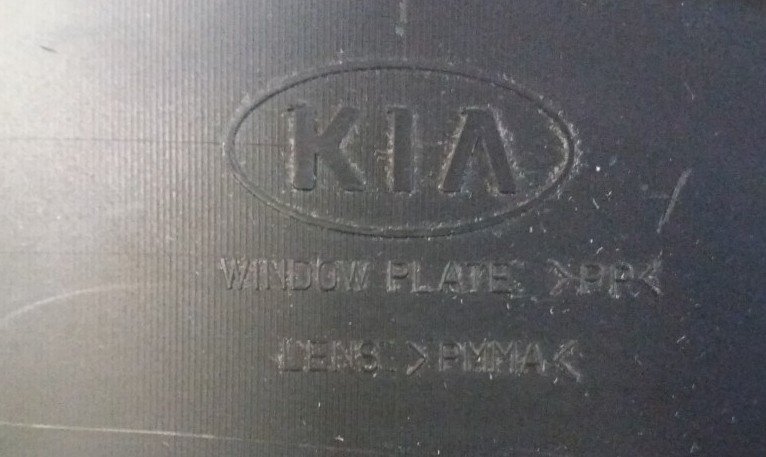 KIA
WINDOW PLATE: >PP<
LENS: >PMMA<